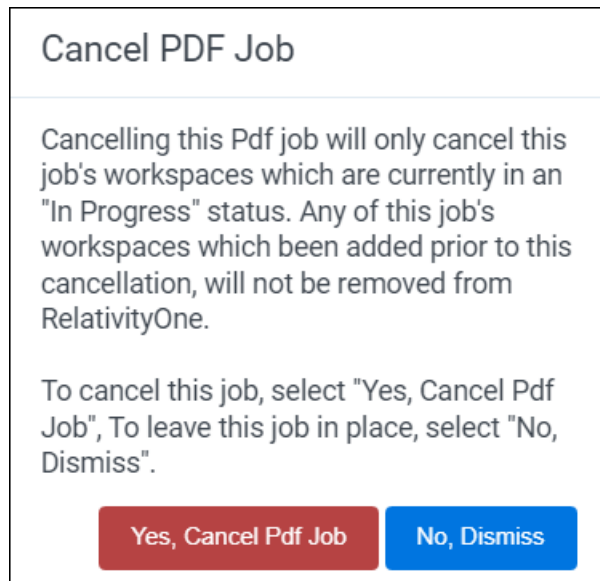 Cancel PDF Job
Cancelling this Pdf job will only cancel this
job's workspaces which are currently in an
"In Progress" status. Any of this job's
workspaces which been added prior to this
cancellation, will not be removed from
RelativityOne.
To cancel this job, select "Yes, Cancel Pdf
Job", To leave this job in place, select "No,
Dismiss".
Yes, Cancel Pdf Job No, Dismiss